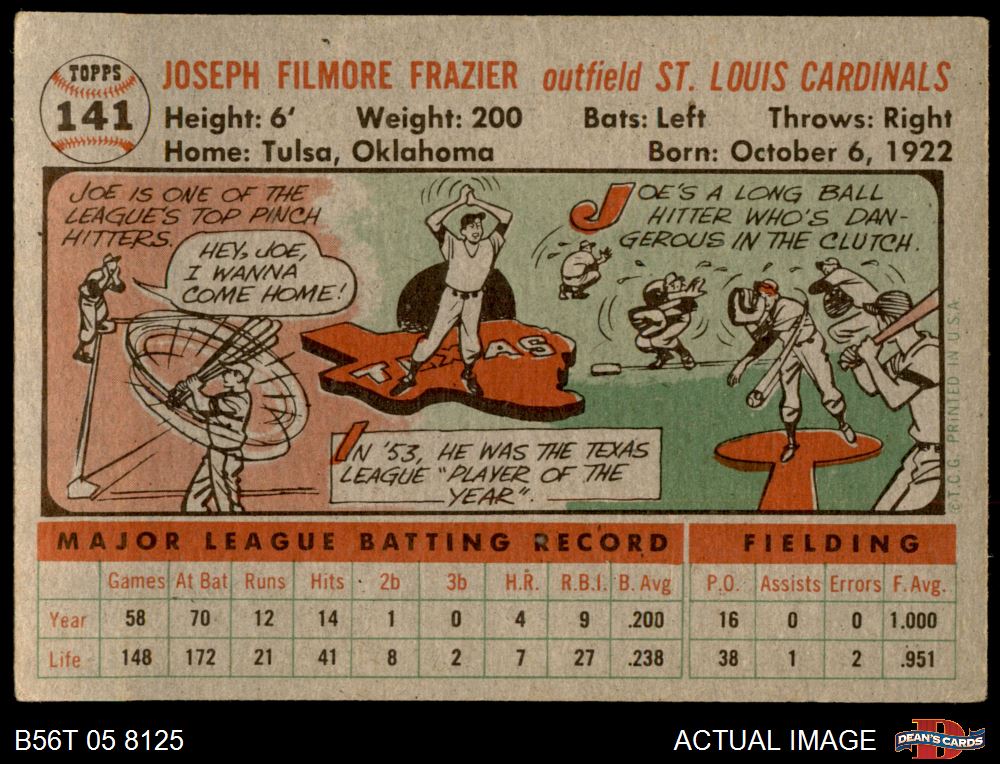 TOPPS
141
JOSEPH FILMORE FRAZIER outfield ST. LOUIS CARDINALS
Height: 6' Weight: 200 Bats: Left Throws: Right
Home: Tulsa, Oklahoma Born: October 6, 1922
JOE IS ONE OF THE
LEAGUE'S TOP PINCH
HITTERS.
HEY, JOE,
I WANNA
COME HOME!
TEXAS
IN '53, HE WAS THE TEXAS
LEAGUE "PLAYER OF THE
YEAR".
JOE'S A LONG BALL
HITTER WHO'S DAN-
GEROUS IN THE CLUTCH.
© T.C.G. PRINTED IN U.S.A.
MAJOR LEAGUE BATTING RECORD FIELDING
Games At Bat Runs Hits 2b 3b H.R. R.B.I. B. Avg P.O. Assists Errors F. Avg.
Year 58 70 12 14 1 0 4 9 .200 16 0 0 1.000
Life 148 172 21 41 8 2 7 27 .238 38 1 2 .951
B56T 05 8125 ACTUAL IMAGE DEAN'S CARDS